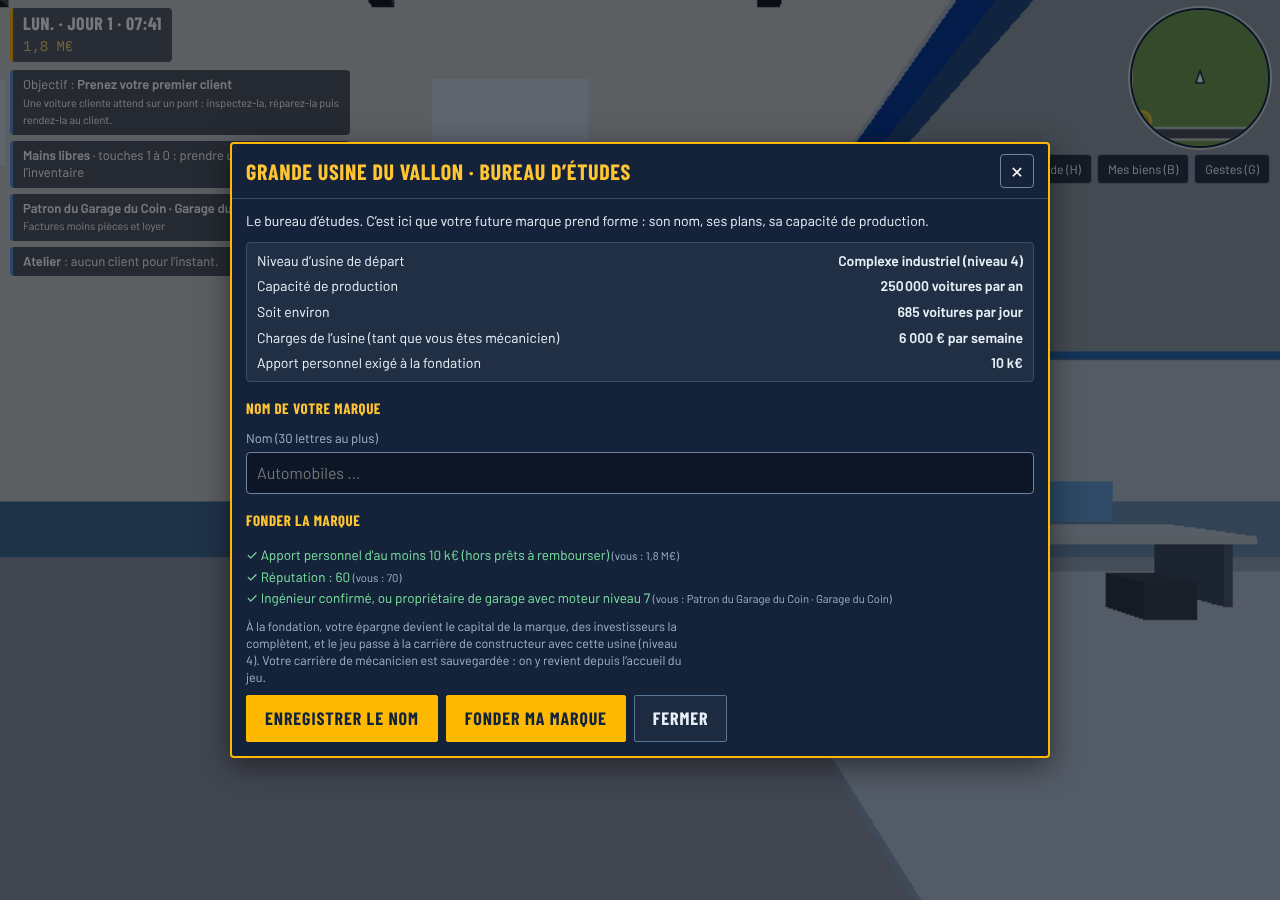 LUN. · JOUR 1 · 07:41
1,8 M€
Objectif : Prenez votre premier client
Une voiture cliente attend sur un pont : inspectez-la, réparez-la puis
rendez-la au client.
Mains libres · touches 1 à 0 : prendre
l'inventaire
Patron du Garage du Coin · Garage du
Factures moins pièces et loyer
Atelier : aucun client pour l'instant.
(H)
Mes biens (B)
Gestes (G)
GRANDE USINE DU VALLON · BUREAU D’ÉTUDES
✕
Le bureau d’études. C’est ici que votre future marque prend forme : son nom, ses plans, sa capacité de production.
Niveau d’usine de départ Complexe industriel (niveau 4)
Capacité de production 250 000 voitures par an
Soit environ 685 voitures par jour
Charges de l’usine (tant que vous êtes mécanicien) 6 000 € par semaine
Apport personnel exigé à la fondation 10 k€
NOM DE VOTRE MARQUE
Nom (30 lettres au plus)
Automobiles ...
FONDER LA MARQUE
✓ Apport personnel d'au moins 10 k€ (hors prêts à rembourser) (vous : 1,8 M€)
✓ Réputation : 60 (vous : 70)
✓ Ingénieur confirmé, ou propriétaire de garage avec moteur niveau 7 (vous : Patron du Garage du Coin · Garage du Coin)
À la fondation, votre épargne devient le capital de la marque, des investisseurs la
complètent, et le jeu passe à la carrière de constructeur avec cette usine (niveau
4). Votre carrière de mécanicien est sauvegardée : on y revient depuis l’accueil du
jeu.
ENREGISTRER LE NOM
FONDER MA MARQUE
FERMER